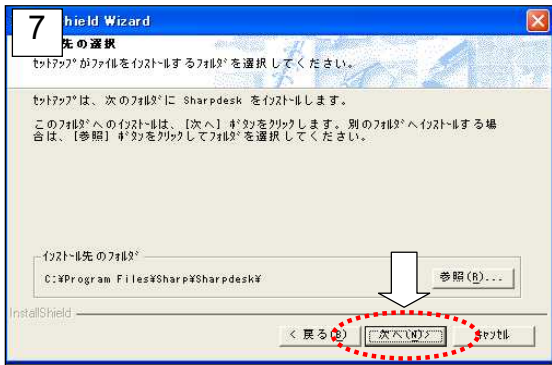 7
hield Wizard
先の選択
ｾｯﾄｱｯﾌﾟがﾌｧｲﾙをｲﾝｽﾄｰﾙするﾌｫﾙﾀﾞを選択してください。
ｾｯﾄｱｯﾌﾟは、次のﾌｫﾙﾀﾞに Sharpdesk をｲﾝｽﾄｰﾙします。
このﾌｫﾙﾀﾞへのｲﾝｽﾄｰﾙは、[次へ] ﾎﾞﾀﾝをｸﾘｯｸします。別のﾌｫﾙﾀﾞへｲﾝｽﾄｰﾙする場
合は、[参照] ﾎﾞﾀﾝをｸﾘｯｸしてﾌｫﾙﾀﾞを選択してください。
ｲﾝｽﾄｰﾙ先のﾌｫﾙﾀﾞ
C:¥Program Files¥Sharp¥Sharpdesk¥
参照(R)...
InstallShield
< 戻る(B)
次へ(N)>
ｷｬﾝｾﾙ